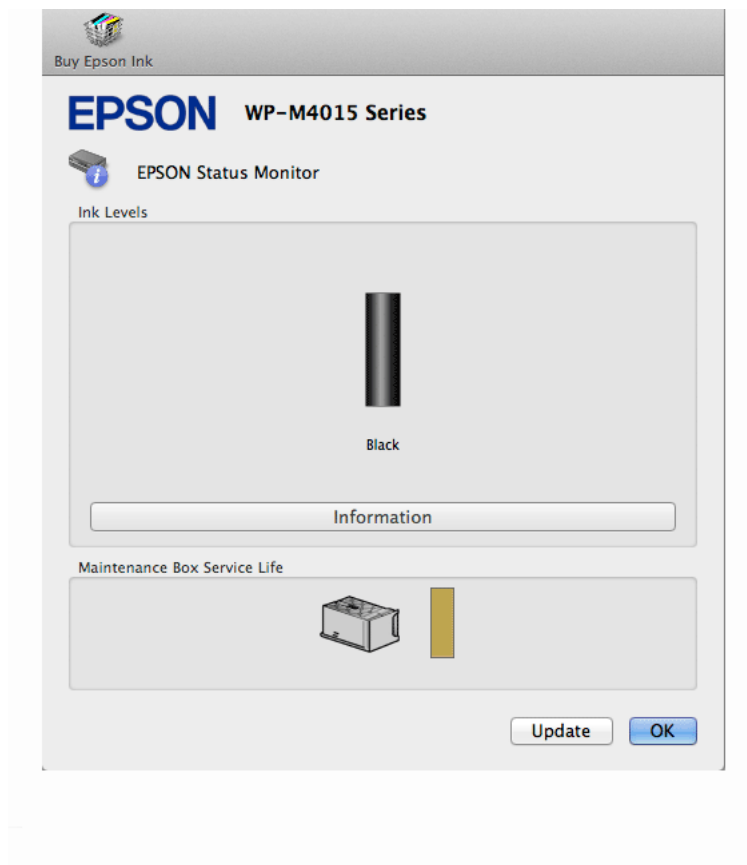 Buy Epson Ink
EPSON WP-M4015 Series
EPSON Status Monitor
Ink Levels
Black
Information
Maintenance Box Service Life
Update OK